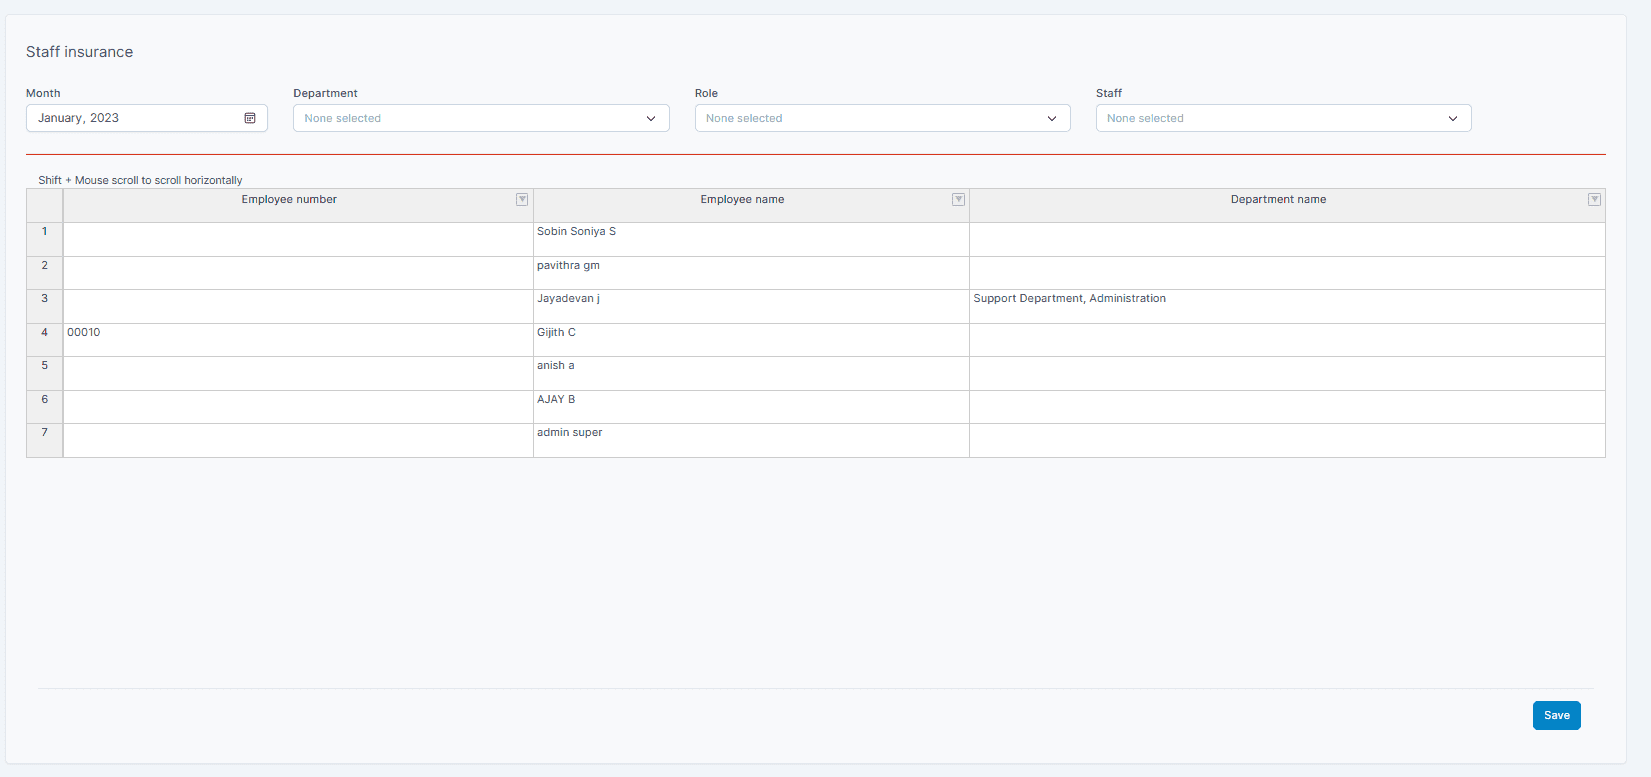 Staff insurance
Month Department Role Staff
January, 2023 None selected None selected None selected
Shift + Mouse scroll to scroll horizontally
Employee number Employee name Department name
1 Sobin Soniya S
2 pavithra gm
3 Jayadevan j Support Department, Administration
4 00010 Gijith C
5 anish a
6 AJAY B
7 admin super
Save